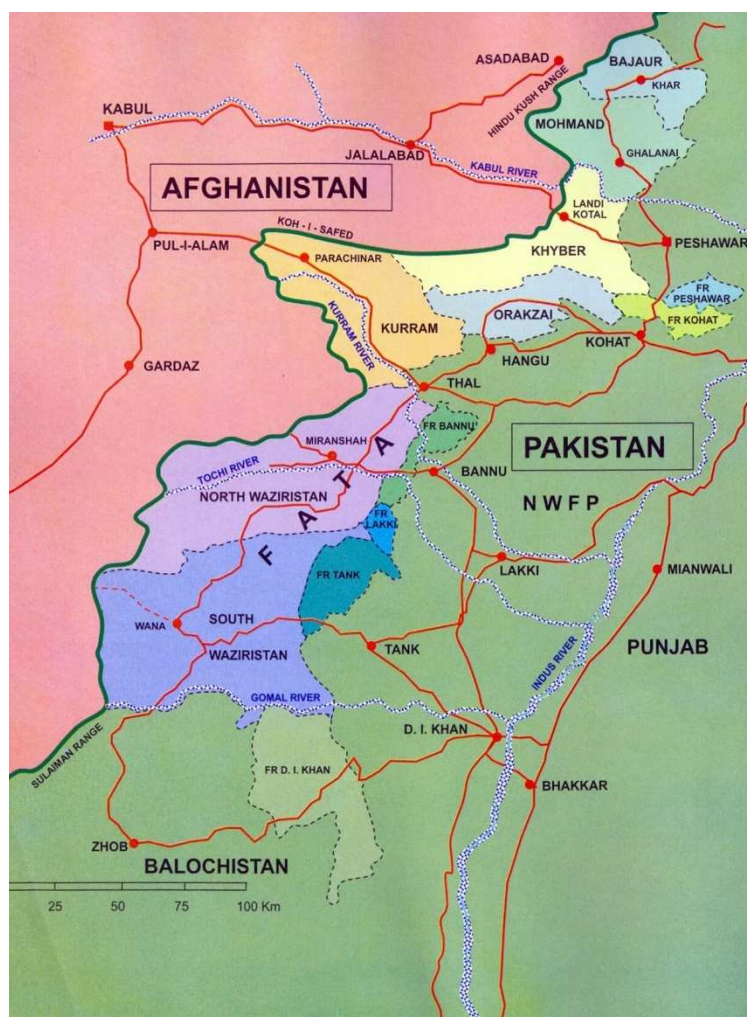 ASADABAD
BAJAUR
KHAR
HINDU KUSH RANGE
KABUL
MOHMAND
GHALANAI
JALALABAD
KABUL RIVER
AFGHANISTAN
LANDI
KOTAL
KOH - I - SAFED
PUL-I-ALAM
PARACHINAR
KHYBER
PESHAWAR
FR
PESHAWAR
FR KOHAT
KURRAM RIVER
KURRAM
ORAKZAI
HANGU
KOHAT
GARDAZ
THAL
FR BANNU
PAKISTAN
MIRANSHAH
BANNU
TOCHI RIVER
NORTH WAZIRISTAN
FATA
N W F P
FR
LAKKI
LAKKI
MIANWALI
FR TANK
WANA
SOUTH
WAZIRISTAN
TANK
PUNJAB
INDUS RIVER
GOMAL RIVER
SULAIMAN RANGE
D. I. KHAN
FR D. I. KHAN
BHAKKAR
ZHOB
BALOCHISTAN
25 50 75 100 Km